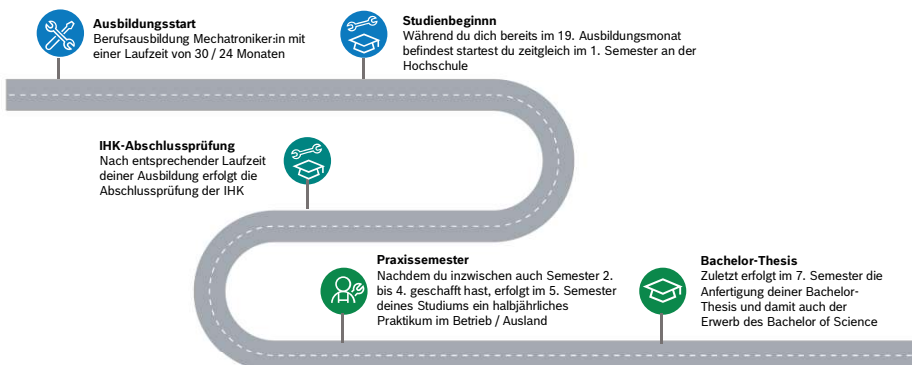 Ausbildungsstart
Berufsausbildung Mechatroniker:in mit
einer Laufzeit von 30 / 24 Monaten
Studienbeginnn
Während du dich bereits im 19. Ausbildungsmonat
befindest startest du zeitgleich im 1. Semester an der
Hochschule
IHK-Abschlussprüfung
Nach entsprechender Laufzeit
deiner Ausbildung erfolgt die
Abschlussprüfung der IHK
Praxissemester
Nachdem du inzwischen auch Semester 2.
bis 4. geschafft hast, erfolgt im 5. Semester
deines Studiums ein halbjährliches
Praktikum im Betrieb / Ausland
Bachelor-Thesis
Zuletzt erfolgt im 7. Semester die
Anfertigung deiner Bachelor-
Thesis und damit auch der
Erwerb des Bachelor of Science